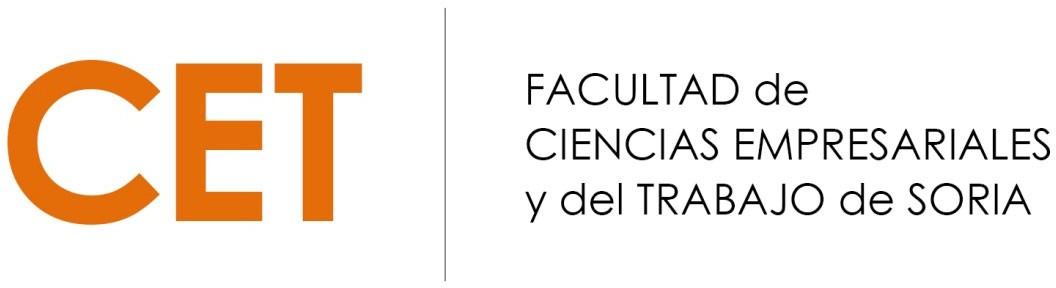 CET
FACULTAD de
CIENCIAS EMPRESARIALES
y del TRABAJO de SORIA